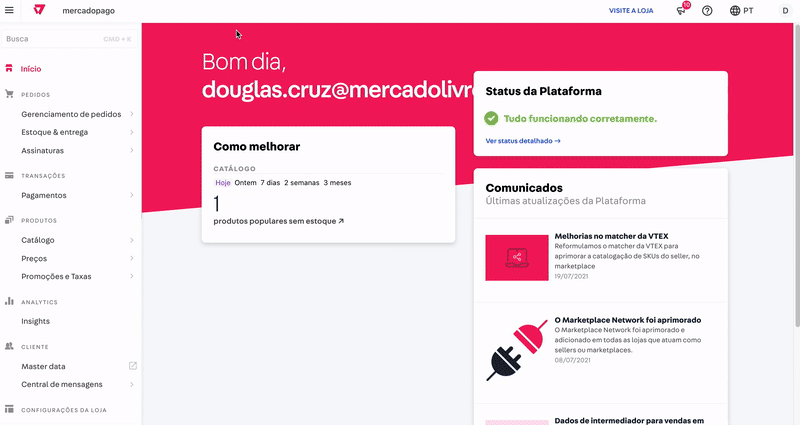 mercadopago
VISITE A LOJA
10
PT
D
Busca
CMD + K
Início
PEDIDOS
Gerenciamento de pedidos
Estoque & entrega
Assinaturas
TRANSAÇÕES
Pagamentos
PRODUTOS
Catálogo
Preços
Promoções e Taxas
ANALYTICS
Insights
CLIENTE
Master data
Central de mensagens
CONFIGURAÇÕES DA LOJA
Bom dia,
douglas.cruz@mercadolivre
Como melhorar
CATÁLOGO
Hoje Ontem 7 dias 2 semanas 3 meses
1
produtos populares sem estoque ↗
Status da Plataforma
Tudo funcionando corretamente.
Ver status detalhado →
Comunicados
Últimas atualizações da Plataforma
Melhorias no matcher da VTEX
Reformulamos o matcher da VTEX para
aprimorar a catalogação de SKUs do seller, no
marketplace
19/07/2021
O Marketplace Network foi aprimorado
O Marketplace Network foi aprimorado e
adicionado em todas as lojas que atuam como
sellers ou marketplaces.
08/07/2021
Dados de intermediador para vendas em